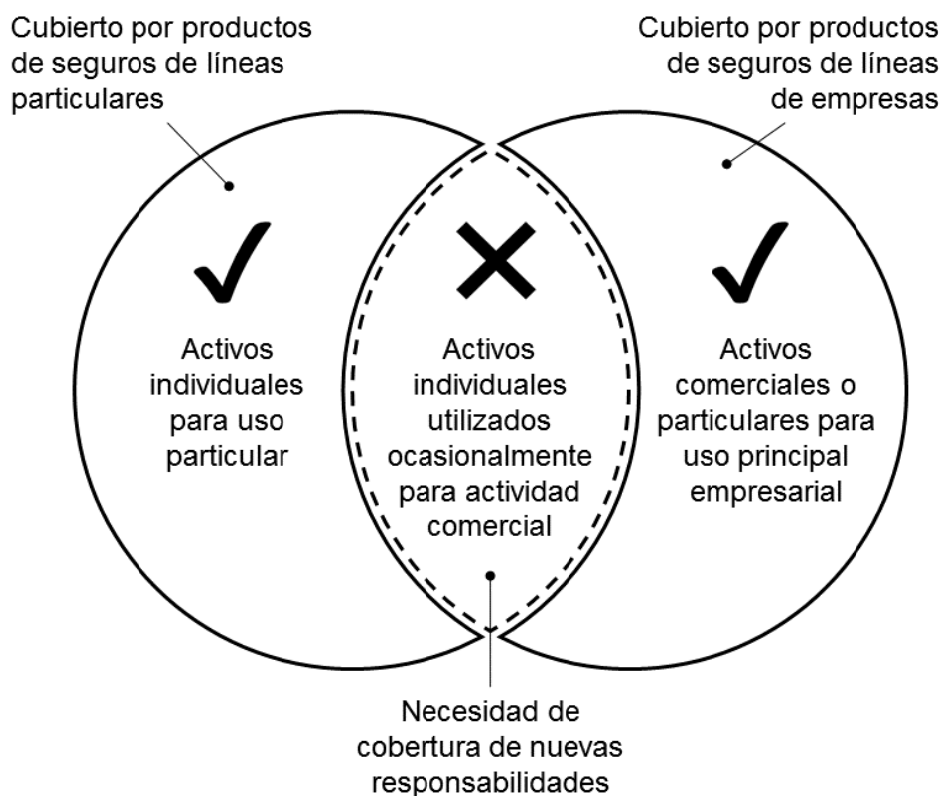 Cubierto por productos
de seguros de líneas
particulares
Cubierto por productos
de seguros de líneas
de empresas
Activos
individuales
para uso
particular
Activos
individuales
utilizados
ocasionalmente
para actividad
comercial
Activos
comerciales o
particulares para
uso principal
empresarial
Necesidad de
cobertura de nuevas
responsabilidades